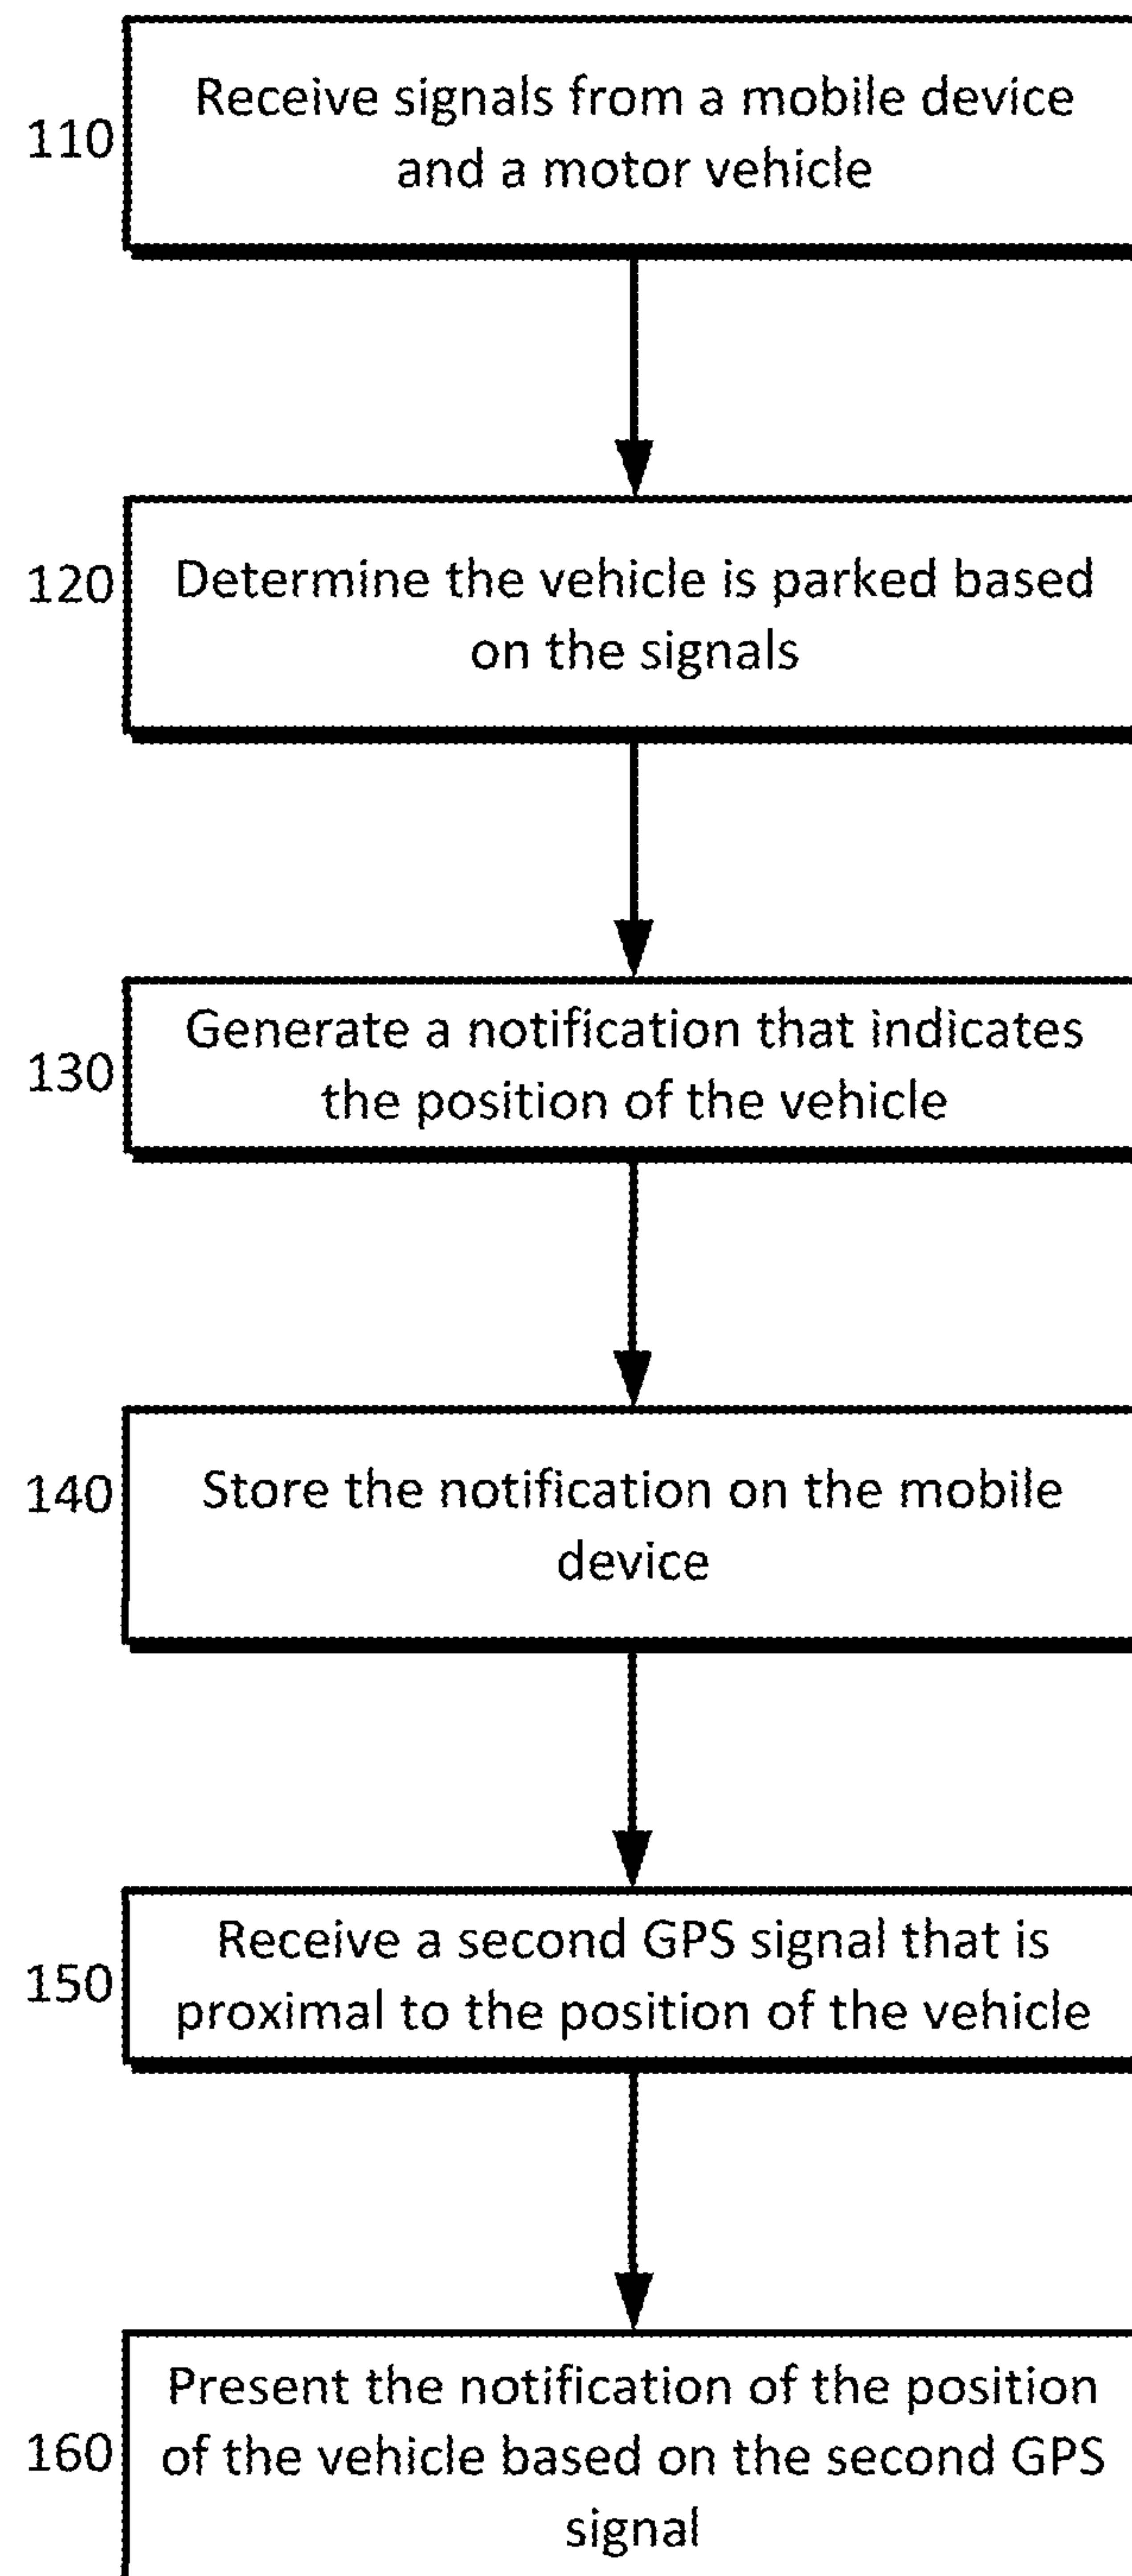 110
Receive signals from a mobile device
and a motor vehicle
120
Determine the vehicle is parked based
on the signals
130
Generate a notification that indicates
the position of the vehicle
140
Store the notification on the mobile
device
150
Receive a second GPS signal that is
proximal to the position of the vehicle
160
Present the notification of the position
of the vehicle based on the second GPS
signal